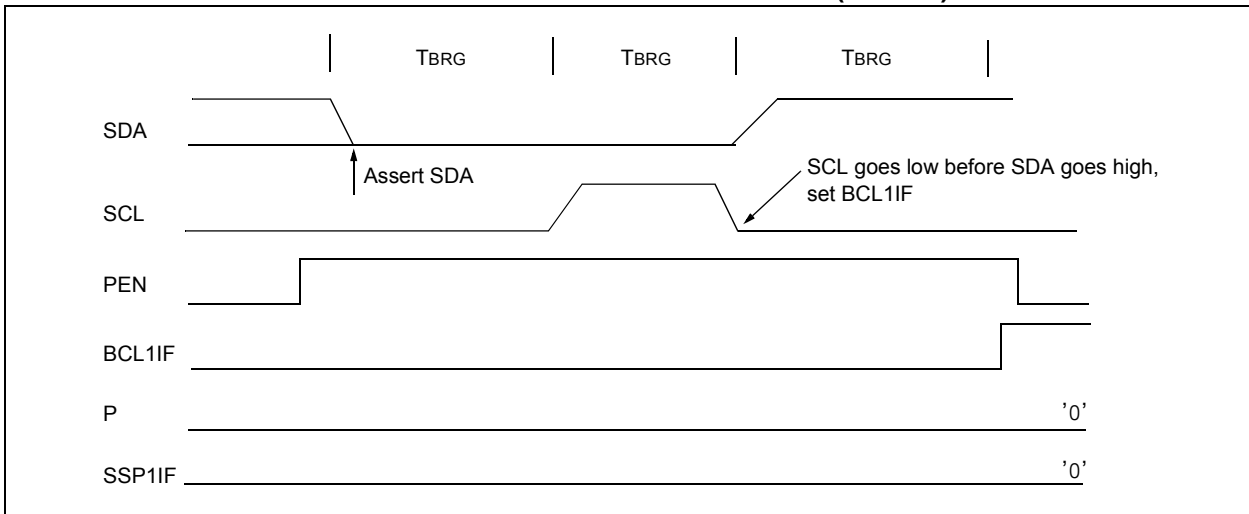 TBRG TBRG TBRG
SDA
Assert SDA
SCL goes low before SDA goes high,
set BCL1IF
SCL
PEN
BCL1IF
P '0'
SSP1IF '0'